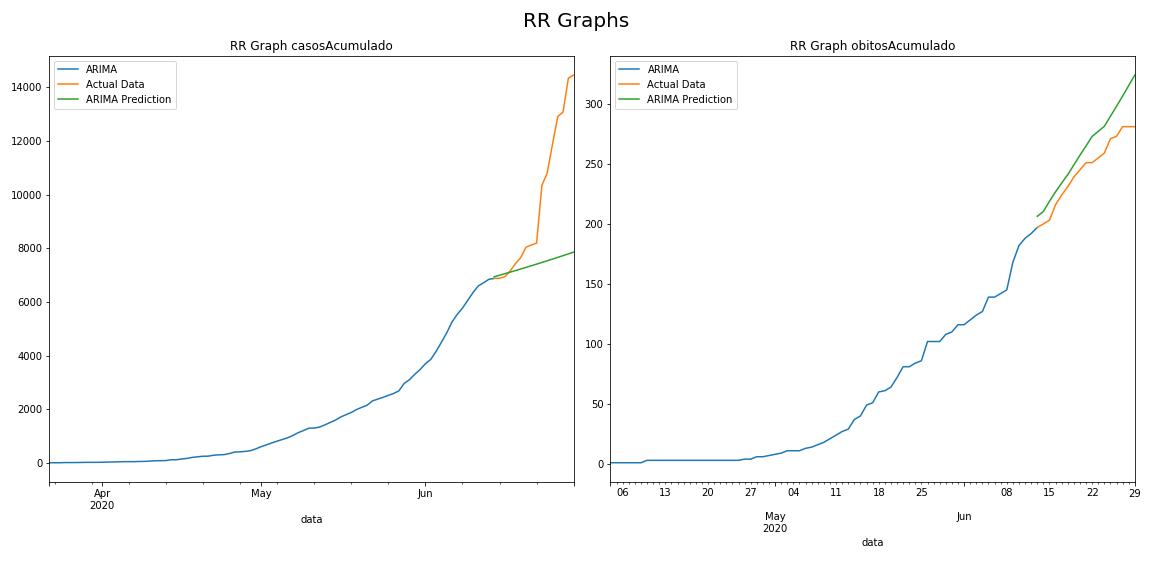 RR Graphs
RR Graph casosAcumulado
ARIMA
Actual Data
ARIMA Prediction
14000
12000
10000
8000
6000
4000
2000
0
Apr
2020
May
Jun
data
RR Graph obitosAcumulado
ARIMA
Actual Data
ARIMA Prediction
300
250
200
150
100
50
0
06 13 20 27 04 11 18 25 08 15 22 29
May
2020
Jun
data